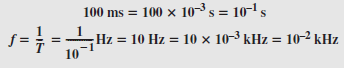 100 ms = 100 × 10⁻³ s = 10⁻¹ s
f = 1/T = 1/10⁻¹ Hz = 10 Hz = 10 × 10⁻³ kHz = 10⁻² kHz